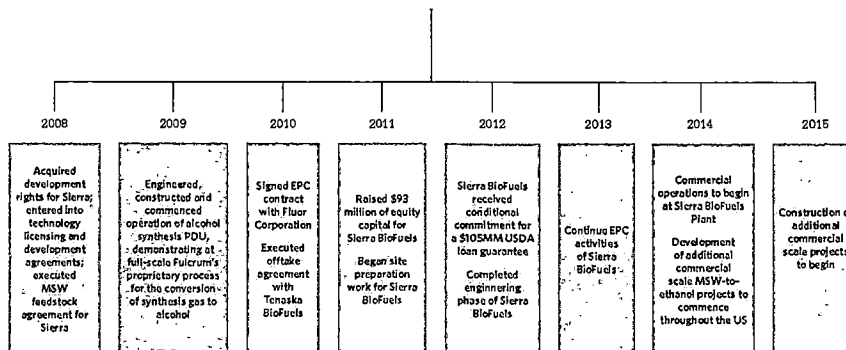 2008
2009
2010
2011
2012
2013
2014
2015
Acquired
development
rights for Sierra;
entered into
technology
licensing and
development
agreements;
executed
MSW
feedstock
agreement for
Sierra
Engineered,
constructed and
commenced
operation of alcohol
synthesis PDU,
demonstrating at
full-scale Fulcrum's
proprietary process
for the conversion
of synthesis gas to
alcohol
Signed EPC
contract
with Fluor
Corporation
Executed
offtake
agreement
with
Tenaska
BioFuels
Raised $93
million of equity
capital for
Sierra BioFuels
Began site
preparation
work for Sierra
BioFuels
Sierra BioFuels
received
conditional
commitment for
a $105MM USDA
loan guarantee
Completed
enginnering
phase of Sierra
BioFuels
Continue EPC
activities
of Sierra
BioFuels
Commercial
operations to begin
at Sierra BioFuels
Plant
Development
of additional
commercial
scale MSW-to-
ethanol projects to
commence
throughout the US
Construction of
additional
commercial
scale projects
to begin